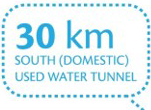 30 km
SOUTH (DOMESTIC)
USED WATER TUNNEL